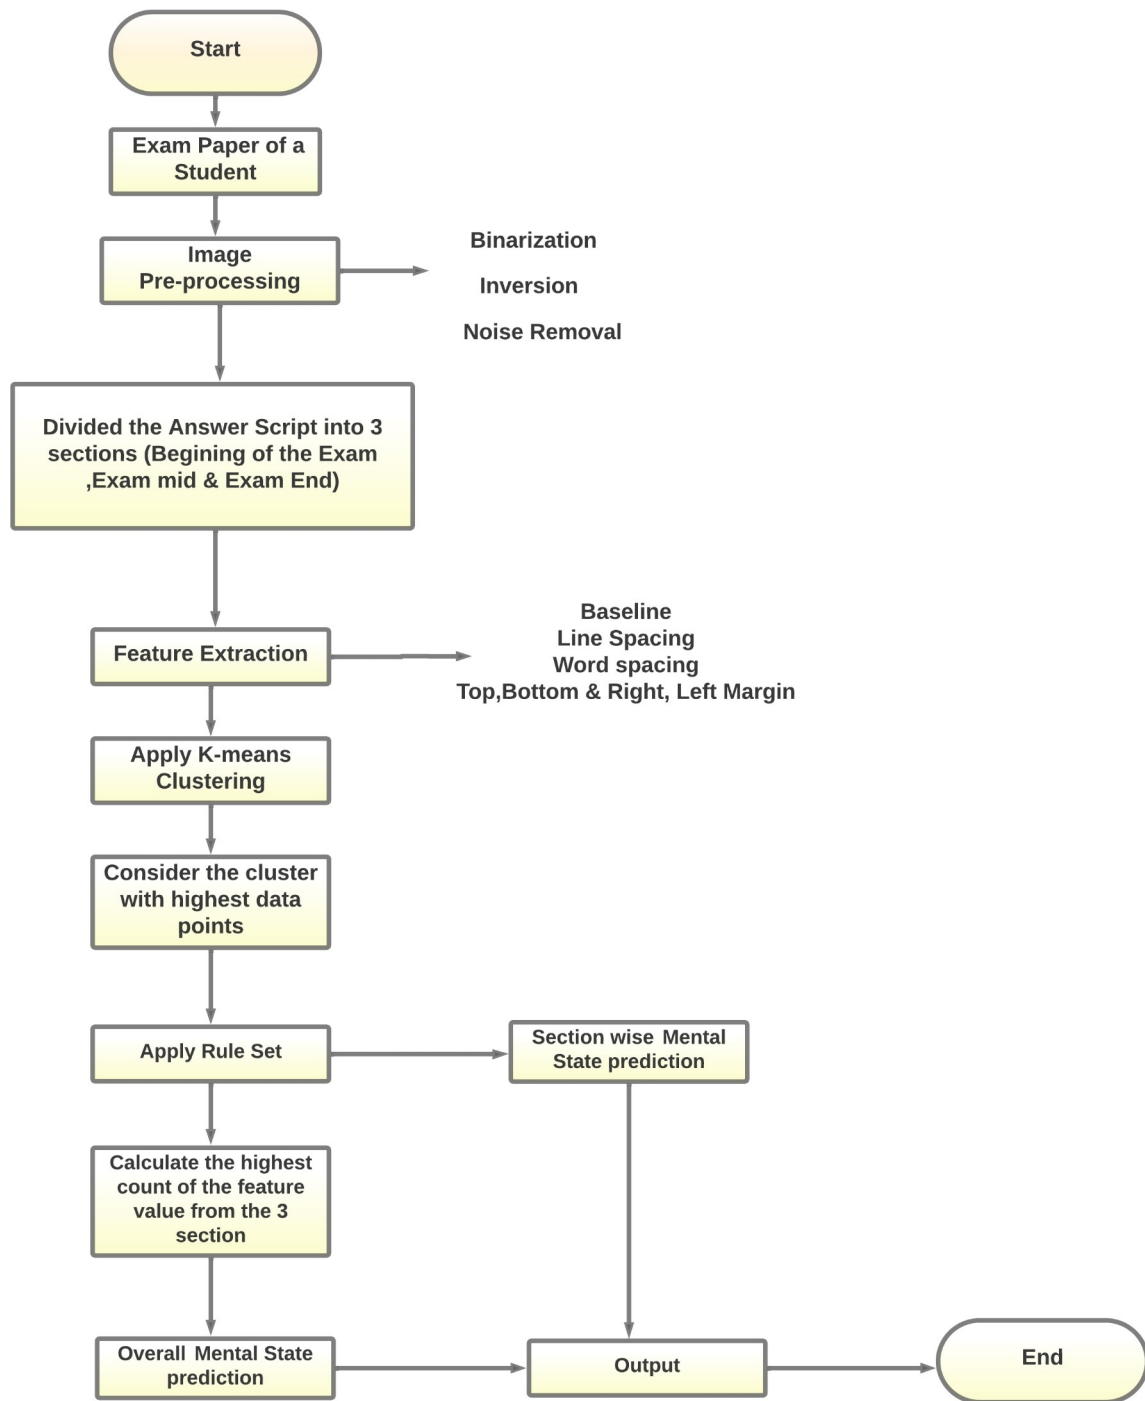 Start
Exam Paper of a
Student
Image
Pre-processing
Binarization
Inversion
Noise Removal
Divided the Answer Script into 3
sections (Begining of the Exam
,Exam mid & Exam End)
Feature Extraction
Baseline
Line Spacing
Word spacing
Top,Bottom & Right, Left Margin
Apply K-means
Clustering
Consider the cluster
with highest data
points
Apply Rule Set
Section wise Mental
State prediction
Calculate the highest
count of the feature
value from the 3
section
Overall Mental State
prediction
Output
End